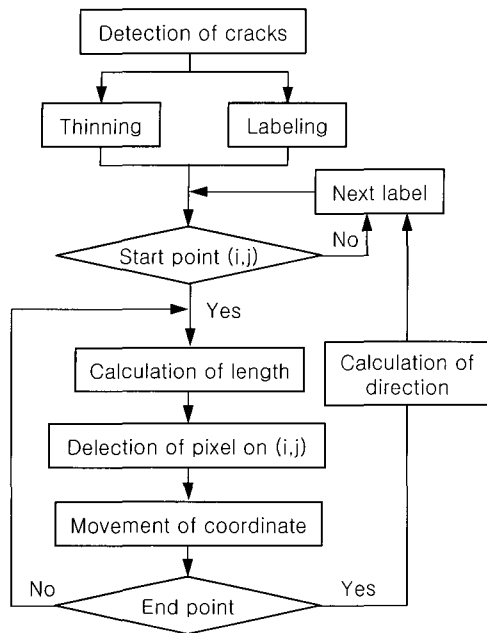 Detection of cracks
Thinning
Labeling
Next label
No
Start point (i,j)
Yes
Calculation of length
Calculation of
direction
Delection of pixel on (i,j)
Movement of coordinate
No
Yes
End point